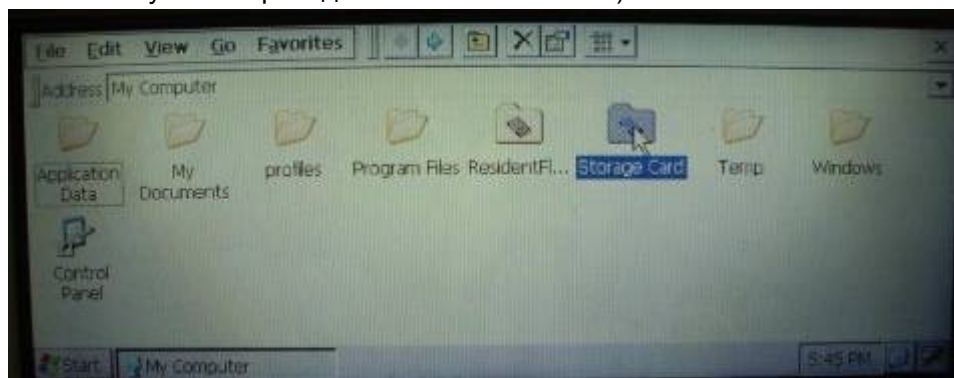 File Edit View Go Favorites
Address My Computer
Application Data My Documents profiles Program Files ResidentFl... Storage Card Temp Windows
Control Panel
Start My Computer 5:45 PM